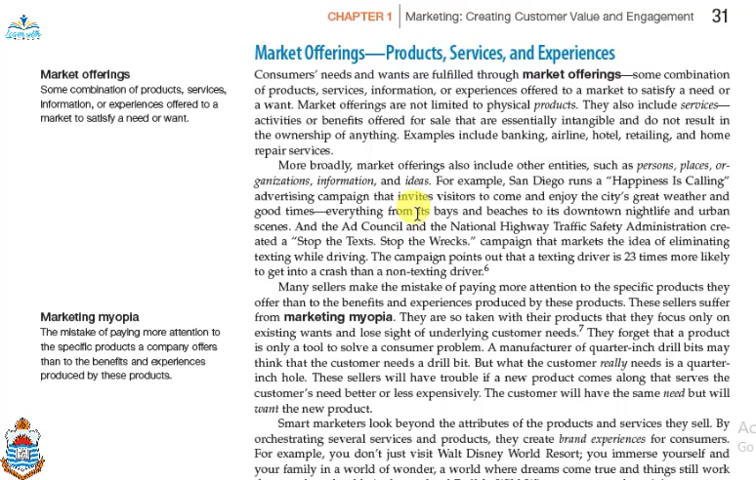 CHAPTER 1 | Marketing: Creating Customer Value and Engagement 31
Market Offerings—Products, Services, and Experiences
Market offerings
Some combination of products, services,
information, or experiences offered to a
market to satisfy a need or want.
Consumers' needs and wants are fulfilled through market offerings—some combination
of products, services, information, or experiences offered to a market to satisfy a need or
a want. Market offerings are not limited to physical products. They also include services—
activities or benefits offered for sale that are essentially intangible and do not result in
the ownership of anything. Examples include banking, airline, hotel, retailing, and home
repair services.
More broadly, market offerings also include other entities, such as persons, places, or-
ganizations, information, and ideas. For example, San Diego runs a “Happiness Is Calling”
advertising campaign that invites visitors to come and enjoy the city's great weather and
good times—everything from its bays and beaches to its downtown nightlife and urban
scenes. And the Ad Council and the National Highway Traffic Safety Administration cre-
ated a “Stop the Texts. Stop the Wrecks.” campaign that markets the idea of eliminating
texting while driving. The campaign points out that a texting driver is 23 times more likely
to get into a crash than a non-texting driver.6
Marketing myopia
The mistake of paying more attention to
the specific products a company offers
than to the benefits and experiences
produced by these products.
Many sellers make the mistake of paying more attention to the specific products they
offer than to the benefits and experiences produced by these products. These sellers suffer
from marketing myopia. They are so taken with their products that they focus only on
existing wants and lose sight of underlying customer needs.7 They forget that a product
is only a tool to solve a consumer problem. A manufacturer of quarter-inch drill bits may
think that the customer needs a drill bit. But what the customer really needs is a quarter-
inch hole. These sellers will have trouble if a new product comes along that serves the
customer's need better or less expensively. The customer will have the same need but will
want the new product.
Smart marketers look beyond the attributes of the products and services they sell. By
orchestrating several services and products, they create brand experiences for consumers.
For example, you don't just visit Walt Disney World Resort; you immerse yourself and
your family in a world of wonder, a world where dreams come true and things still work
Ac
Go